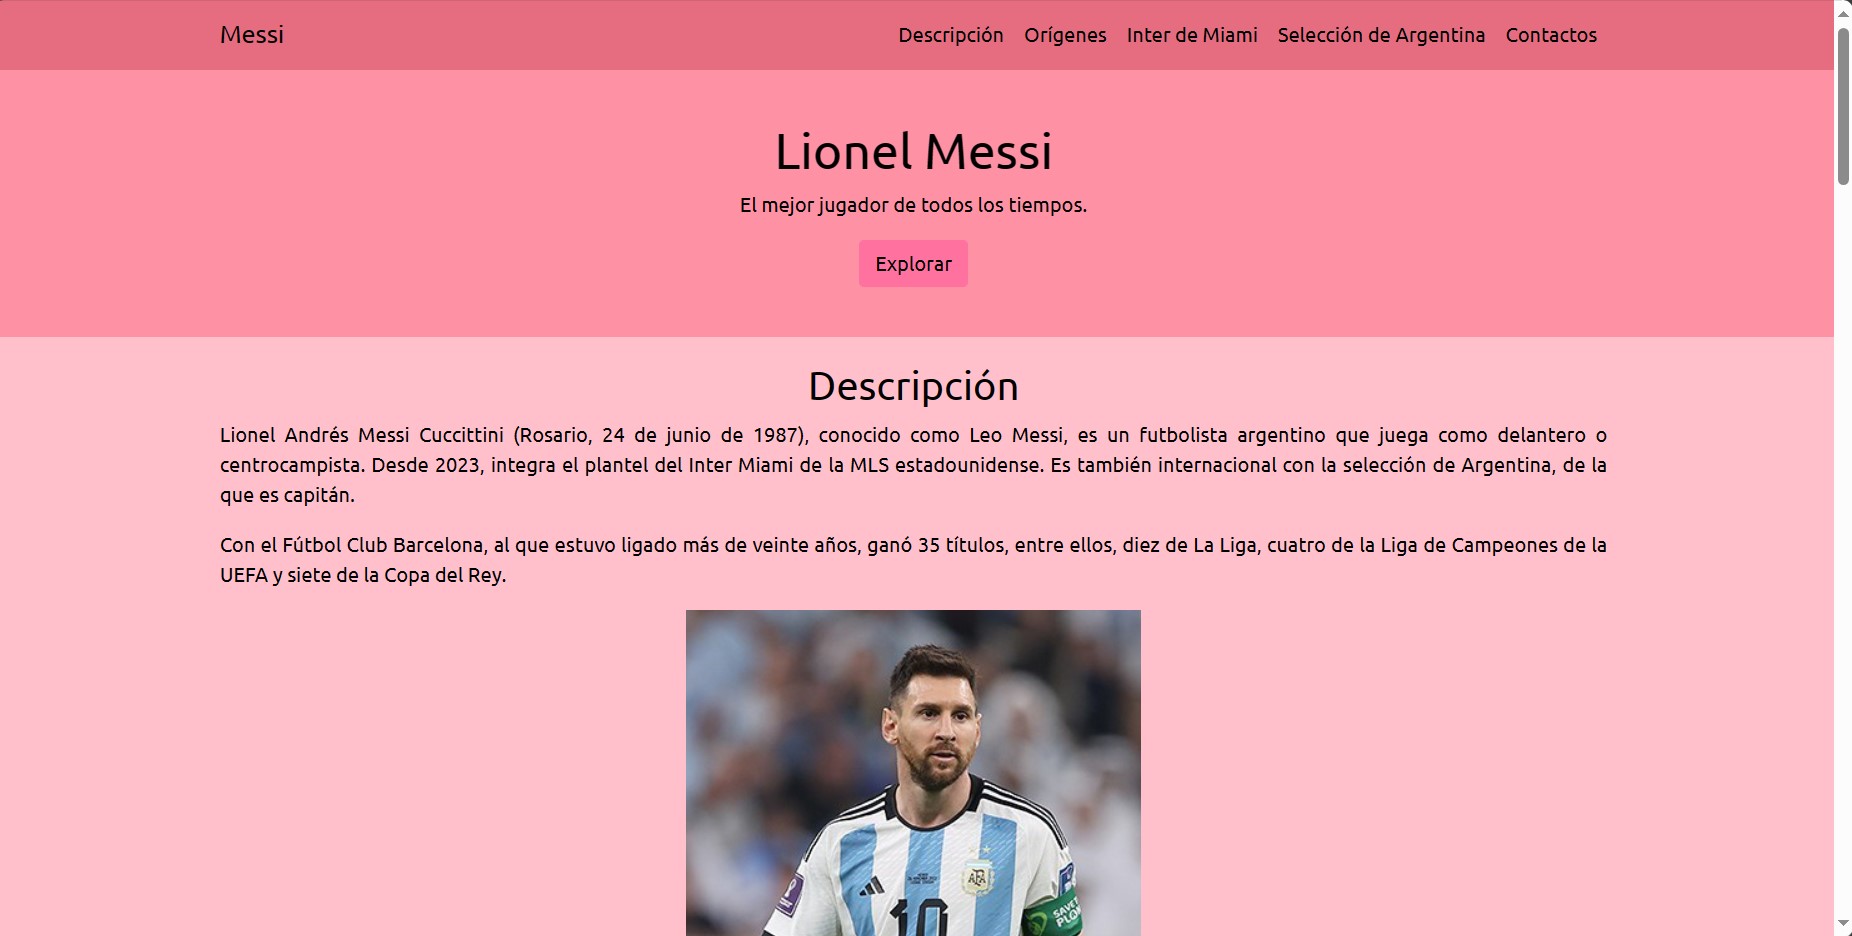 Messi
Descripción Orígenes Inter de Miami Selección de Argentina Contactos
Lionel Messi
El mejor jugador de todos los tiempos.
Explorar
Descripción
Lionel Andrés Messi Cuccittini (Rosario, 24 de junio de 1987), conocido como Leo Messi, es un futbolista argentino que juega como delantero o
centrocampista. Desde 2023, integra el plantel del Inter Miami de la MLS estadounidense. Es también internacional con la selección de Argentina, de la
que es capitán.
Con el Fútbol Club Barcelona, al que estuvo ligado más de veinte años, ganó 35 títulos, entre ellos, diez de La Liga, cuatro de la Liga de Campeones de la
UEFA y siete de la Copa del Rey.
AFA
10
SAVE